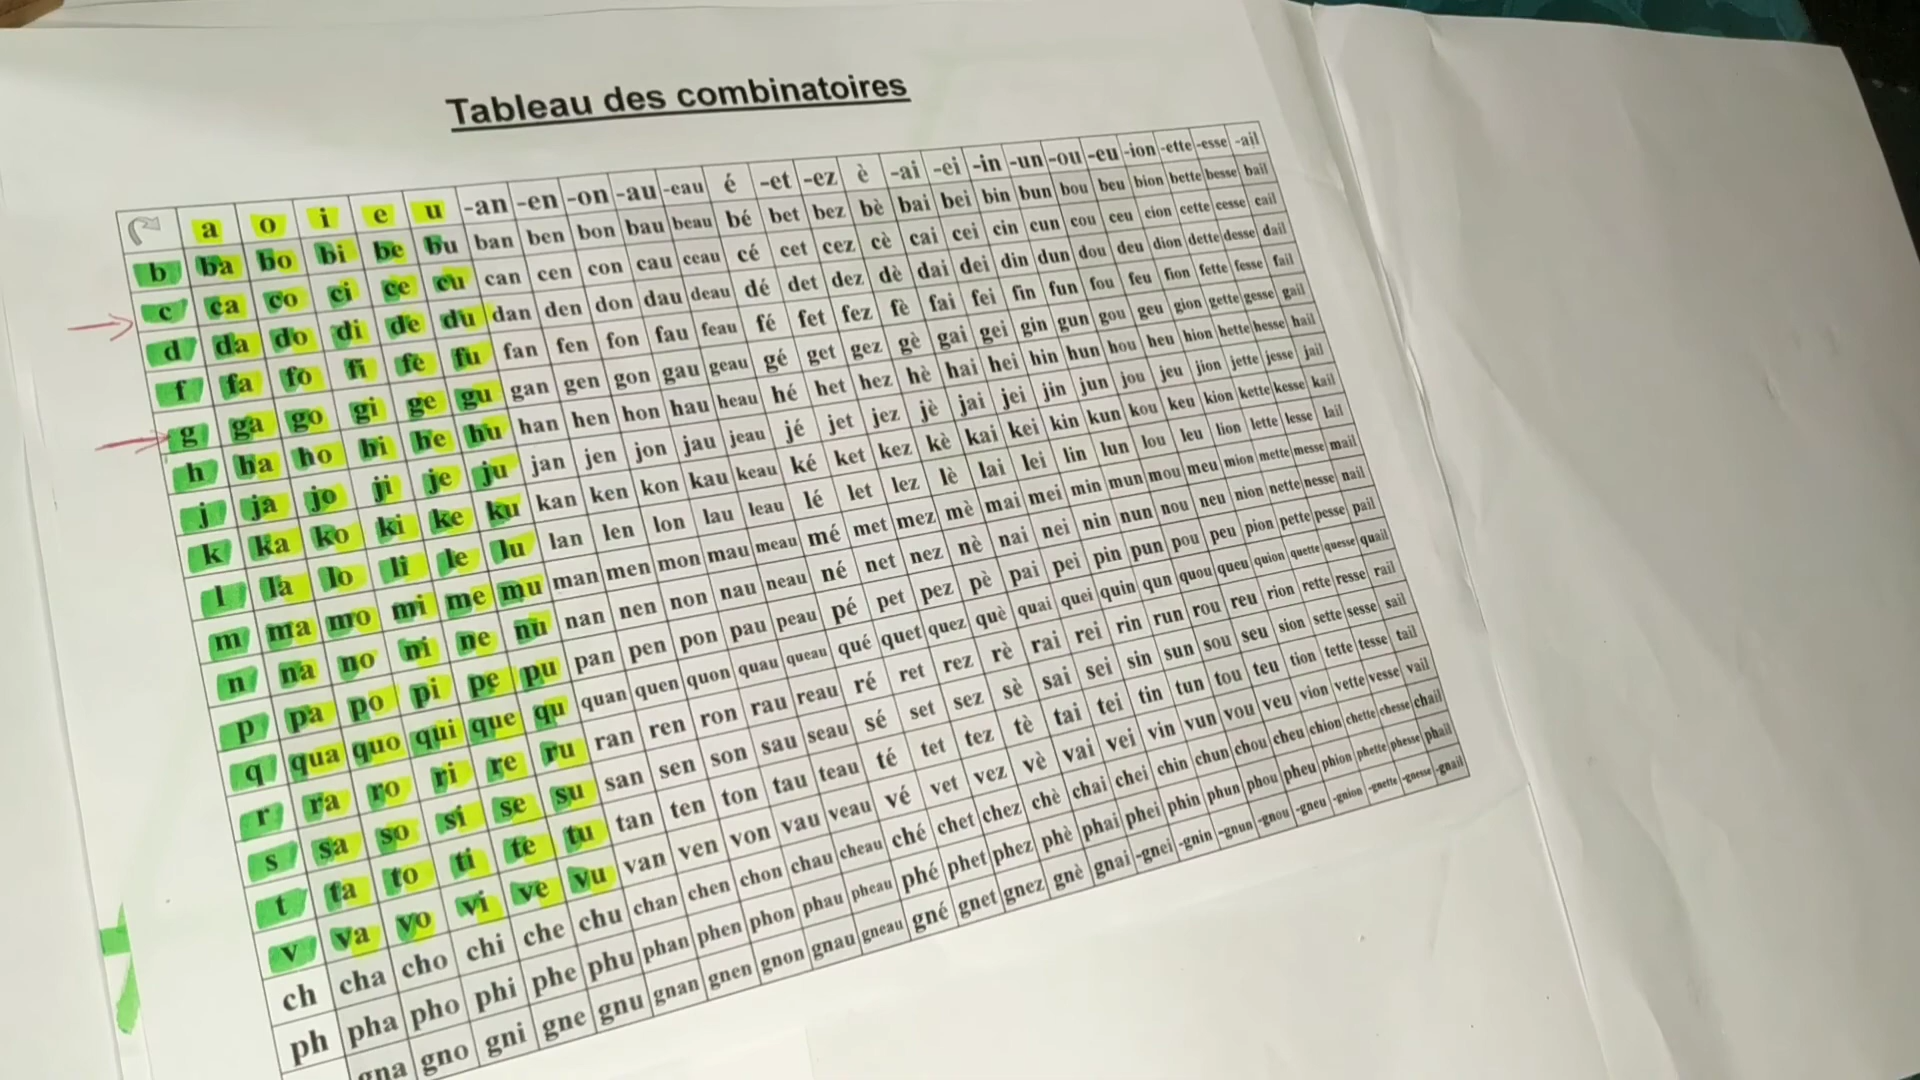 Tableau des combinatoires
a o i e u -an -en -on -au -eau é -et -ez è -ai -ei -in -un -ou -eu -ion -ette -esse -ail
b ba bo bi be bu ban ben bon bau beau bé bet bez bè bai bei bin bun bou beu bion bette besse bail
c ca co ci ce cu can cen con cau ceau cé cet cez cè cai cei cin cun cou ceu cion cette cesse cail
d da do di de du dan den don dau deau dé det dez dè dai dei din dun dou deu dion dette desse dail
f fa fo fi fe fu fan fen fon fau feau fé fet fez fè fai fei fin fun fou feu fion fette fesse fail
g ga go gi ge gu gan gen gon gau geau gé get gez gè gai gei gin gun gou geu gion gette gesse gail
h ha ho hi he hu han hen hon hau heau hé het hez hè hai hei hin hun hou heu hion hette hesse hail
j ja jo ji je ju jan jen jon jau jeau jé jet jez jè jai jei jin jun jou jeu jion jette jesse jail
k ka ko ki ke ku kan ken kon kau keau ké ket kez kè kai kei kin kun kou keu kion kette kesse kail
l la lo li le lu lan len lon lau leau lé let lez lè lai lei lin lun lou leu lion lette lesse lail
m ma mo mi me mu man men mon mau meau mé met mez mè mai mei min mun mou meu mion mette messe mail
n na no ni ne nu nan nen non nau neau né net nez nè nai nei nin nun nou neu nion nette nesse nail
p pa po pi pe pu pan pen pon pau peau pé pet pez pè pai pei pin pun pou peu pion pette pesse pail
q qua quo qui que qu quan quen quon quau queau qué quet quez què quai quei quin qun quou queu quion quette quesse quail
r ra ro ri re ru ran ren ron rau reau ré ret rez rè rai rei rin run rou reu rion rette resse rail
s sa so si se su san sen son sau seau sé set sez sè sai sei sin sun sou seu sion sette sesse sail
t ta to ti te tu tan ten ton tau teau té tet tez tè tai tei tin tun tou teu tion tette tesse tail
v va vo vi ve vu van ven von vau veau vé vet vez vè vai vei vin vun vou veu vion vette vesse vail
ch cha cho chi che chu chan chen chon chau cheau ché chet chez chè chai chei chin chun chou cheu chion chette chesse chail
ph pha pho phi phe phu phan phen phon phau pheau phé phet phez phè phai phei phin phun phou pheu phion phette phesse phail
gna gno gni gne gnu gnan gnen gnon gnau gneau gné gnet gnez gnè gnai -gnei -gnin -gnun -gnou -gneu -gnion -gnette -gnesse -gnail